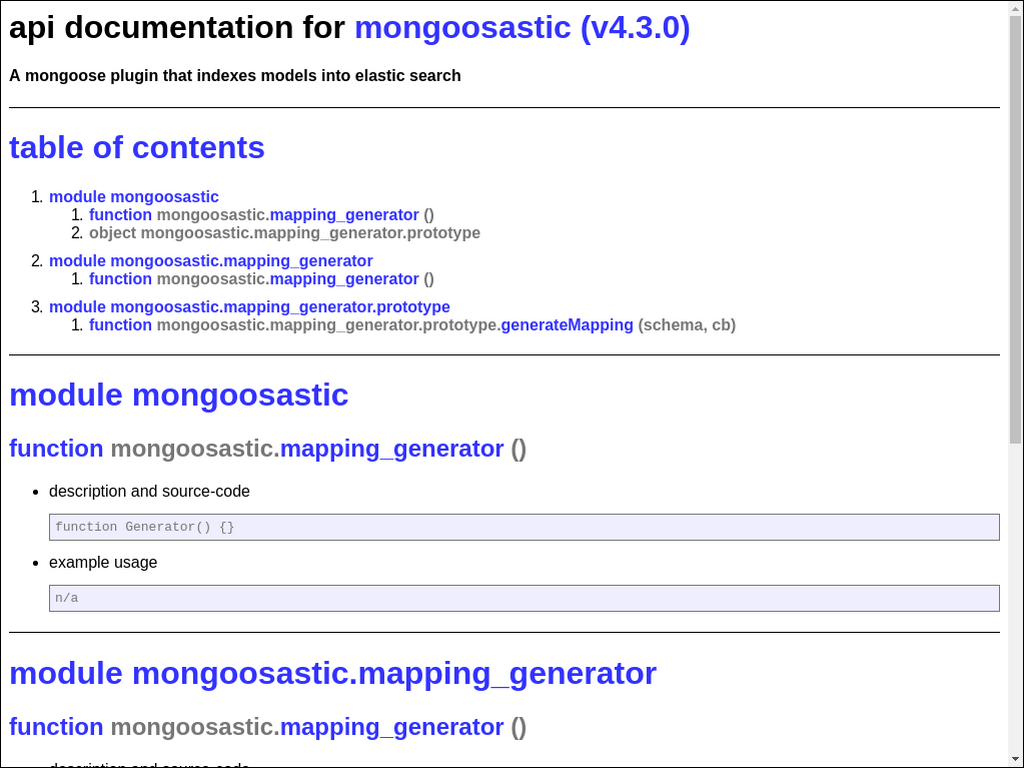 api documentation for mongoosastic (v4.3.0)
A mongoose plugin that indexes models into elastic search
table of contents
1. module mongoosastic
1. function mongoosastic.mapping_generator ()
2. object mongoosastic.mapping_generator.prototype
2. module mongoosastic.mapping_generator
1. function mongoosastic.mapping_generator ()
3. module mongoosastic.mapping_generator.prototype
1. function mongoosastic.mapping_generator.prototype.generateMapping (schema, cb)
module mongoosastic
function mongoosastic.mapping_generator ()
• description and source-code
function Generator() {}
• example usage
n/a
module mongoosastic.mapping_generator
function mongoosastic.mapping_generator ()